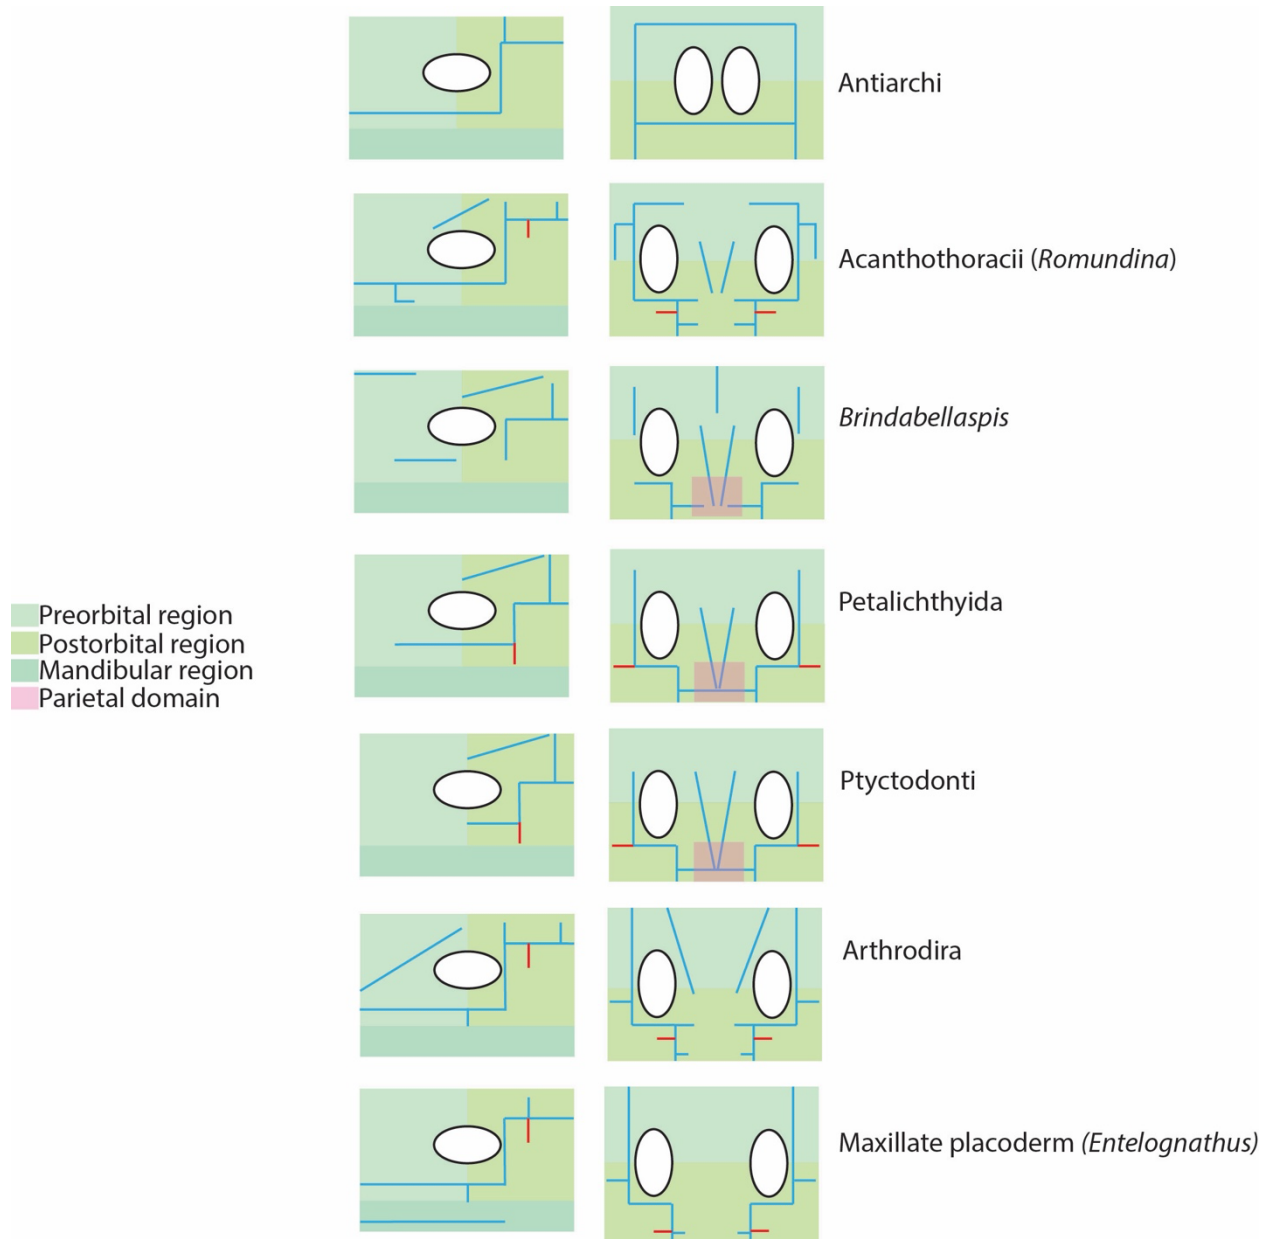 Antiarchi
Acanthothoracii (Romundina)
Brindabellaspis
Petalichthyida
Preorbital region
Postorbital region
Mandibular region
Parietal domain
Ptyctodonti
Arthrodira
Maxillate placoderm (Entelognathus)